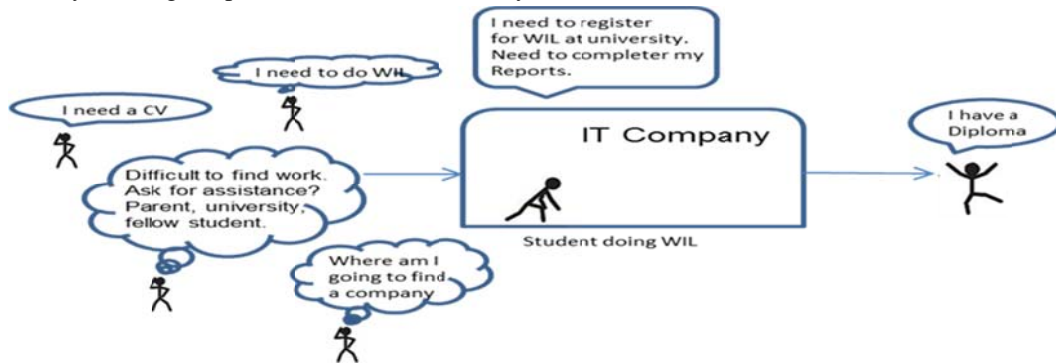 I need to register
for WIL at university.
Need to completer my
Reports.
I need to do WIL
I need a CV
IT Company
I have a
Diploma
Difficult to find work.
Ask for assistance?
Parent, university,
fellow student.
Student doing WIL
Where am I
going to find
a company